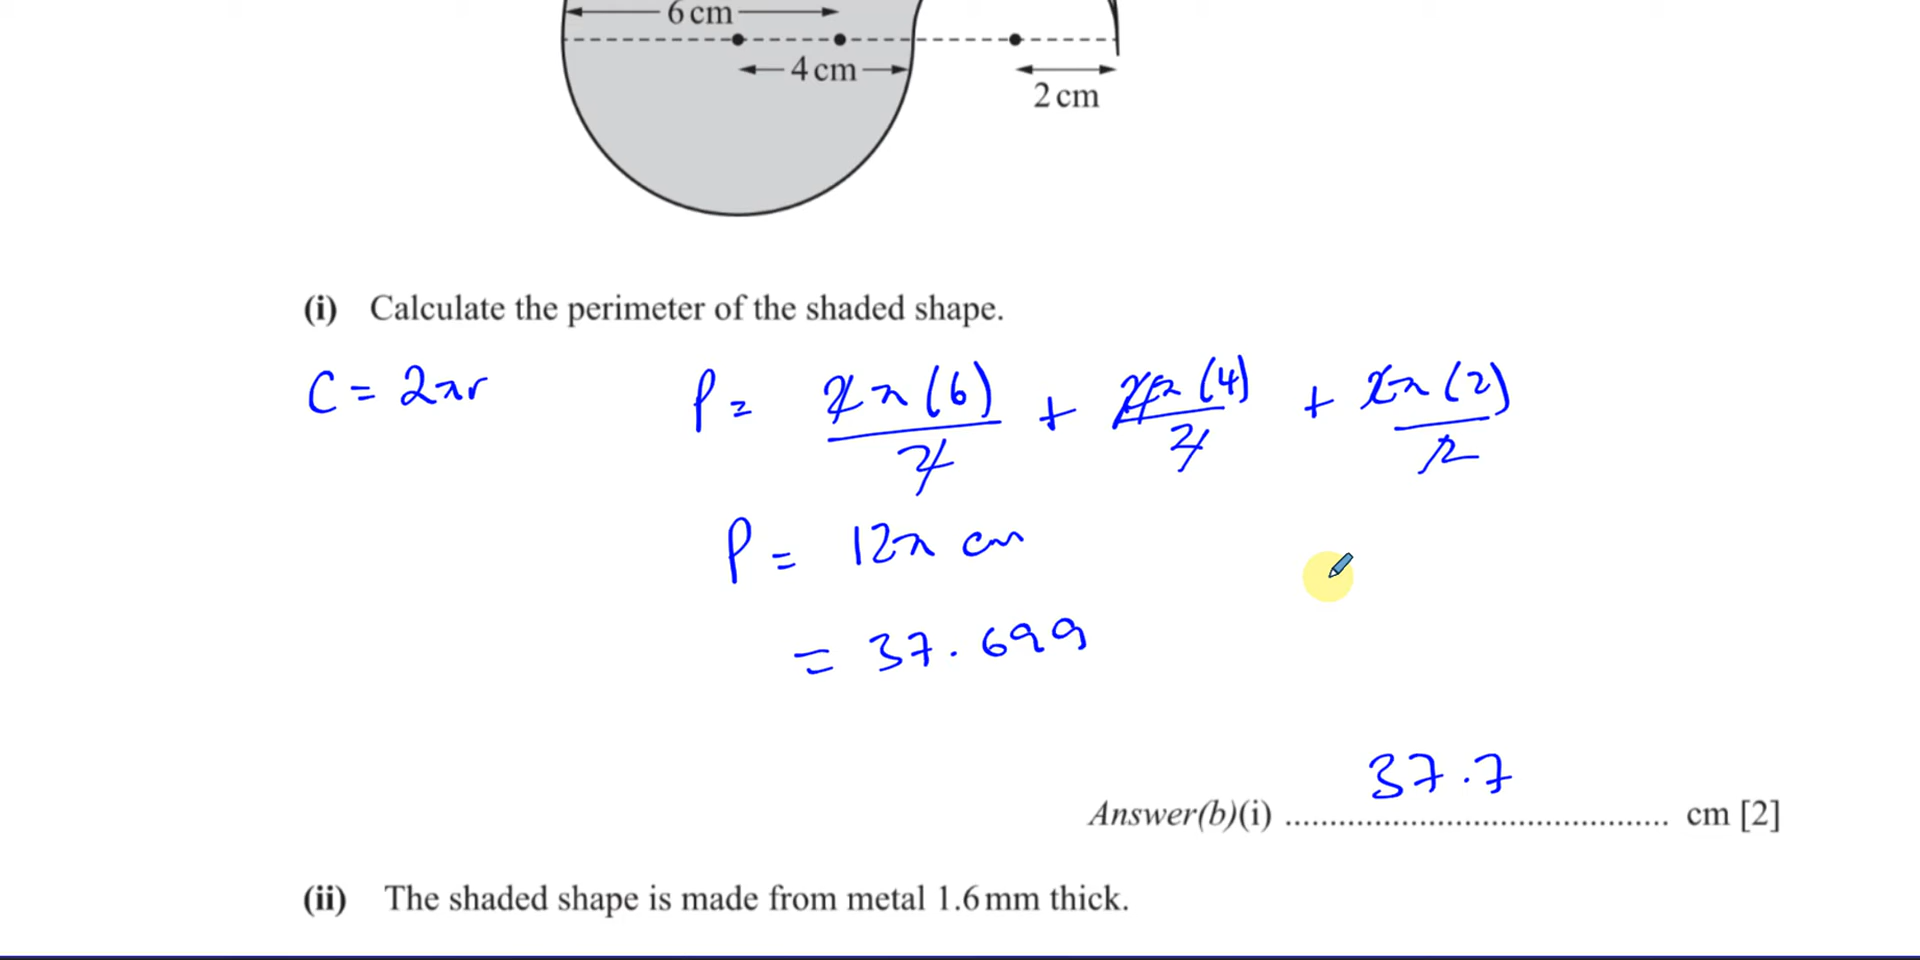 6 cm
4 cm
2 cm
(i) Calculate the perimeter of the shaded shape.
C = 2πr P = 2π(6)/2 + 2π(4)/2 + 2π(2)/2
P = 12π cm
= 37.699
37.7
Answer(b)(i) ........................................ cm [2]
(ii) The shaded shape is made from metal 1.6 mm thick.